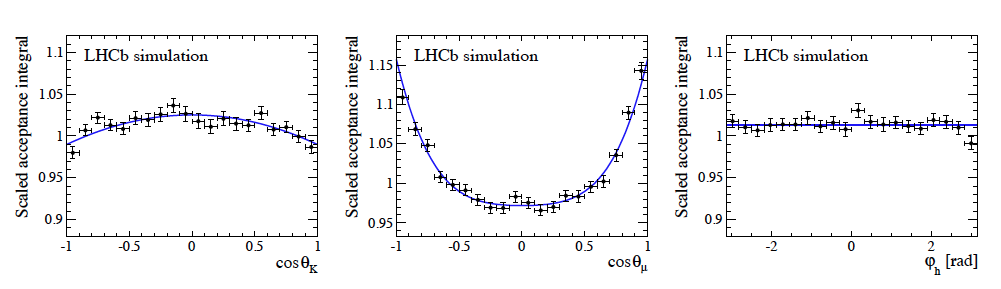 LHCb simulation
Scaled acceptance integral
1.1
1.05
1
0.95
0.9
-1 -0.5 0 0.5 1
cosθK
LHCb simulation
Scaled acceptance integral
1.15
1.1
1.05
1
0.95
-1 -0.5 0 0.5 1
cosθμ
LHCb simulation
Scaled acceptance integral
1.1
1.05
1
0.95
0.9
-2 0 2
φh [rad]